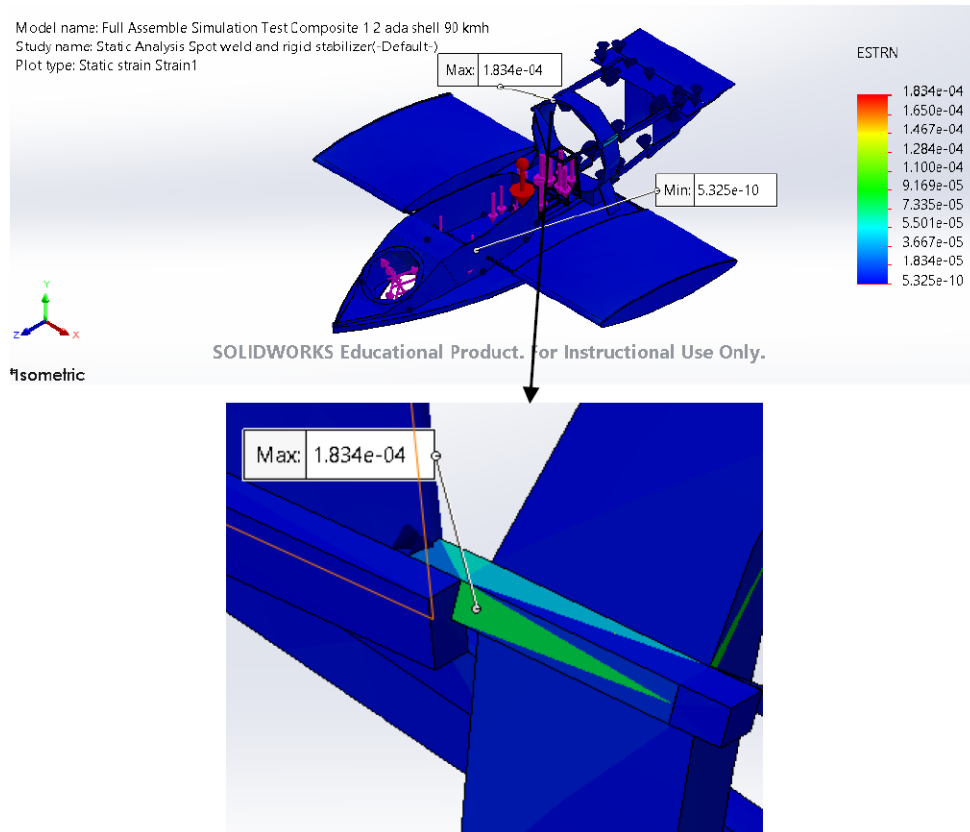 Model name: Full Assemble Simulation Test Composite 1 2 ada shell 90 kmh
Study name: Static Analysis Spot weld and rigid stabilizer(-Default-)
Plot type: Static strain Strain1
Max: 1.834e-04
ESTRN
1.834e-04
1.650e-04
1.467e-04
1.284e-04
1.100e-04
9.169e-05
7.335e-05
5.501e-05
3.667e-05
1.834e-05
5.325e-10
Min: 5.325e-10
Y
Z
X
SOLIDWORKS Educational Product. For Instructional Use Only.
*Isometric
Max: 1.834e-04